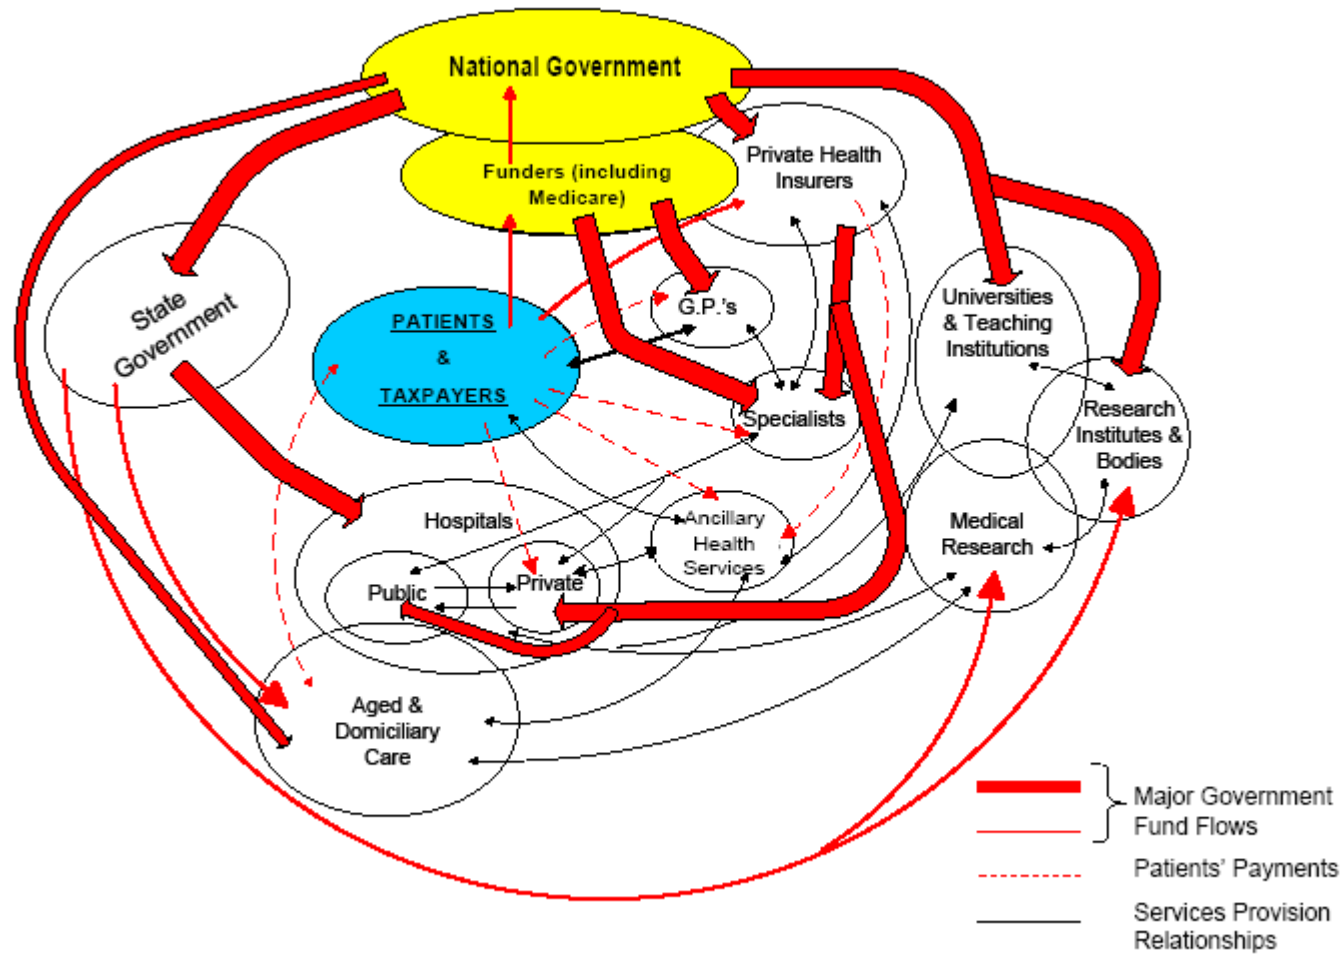 National Government
Funders (including
Medicare)
Private Health
Insurers
State
Government
PATIENTS
&
TAXPAYERS
G.P.'s
Universities
& Teaching
Institutions
Specialists
Research
Institutes &
Bodies
Hospitals
Ancillary
Health
Services
Medical
Research
Public
Private
Aged &
Domiciliary
Care
Major Government
Fund Flows
Patients' Payments
Services Provision
Relationships